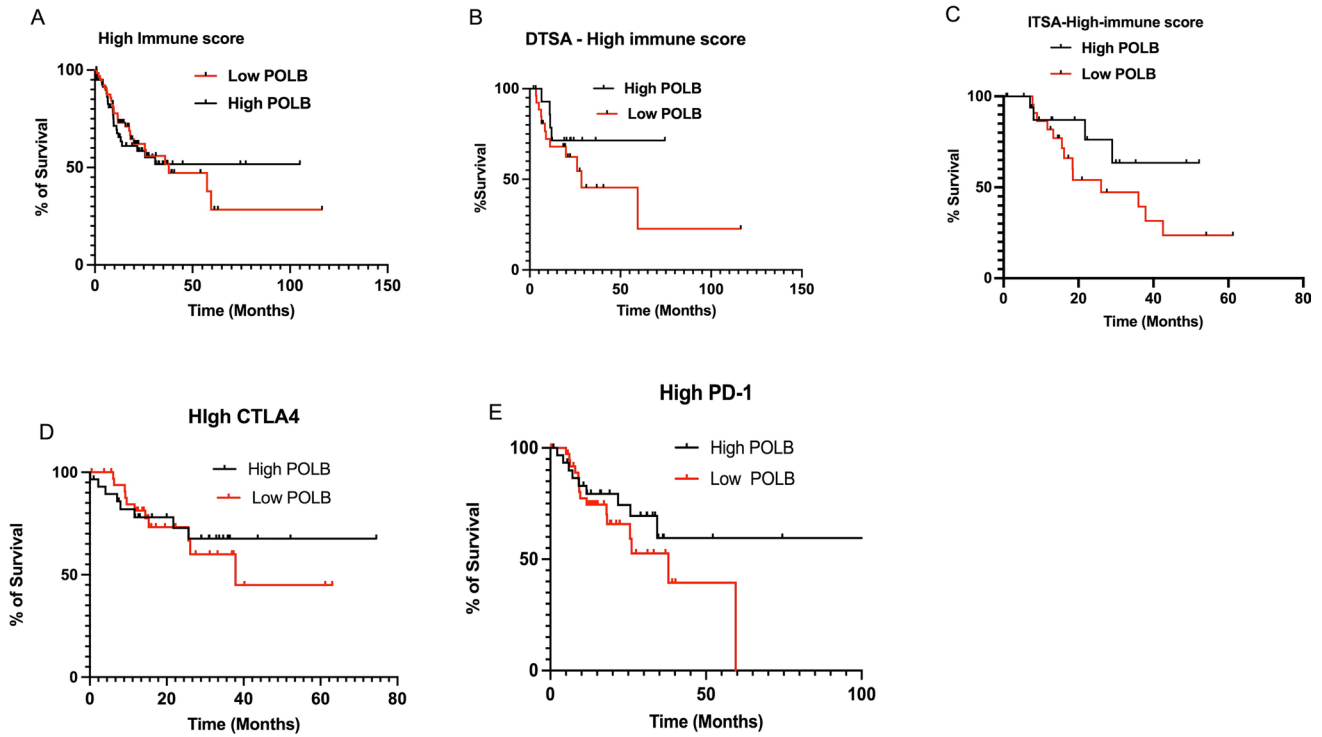 A
High Immune score
Low POLB
High POLB
% of Survival
100
50
0
0
50
100
150
Time (Months)
B
DTSA - High immune score
High POLB
Low POLB
%Survival
100
50
0
0
50
100
150
Time (Months)
C
ITSA-High-immune score
High POLB
Low POLB
% Survival
100
50
0
0
20
40
60
80
Time (Months)
D
HIgh CTLA4
High POLB
Low POLB
% of Survival
100
50
0
0
20
40
60
80
Time (Months)
E
High PD-1
High POLB
Low POLB
% of Survival
100
50
0
0
50
100
Time (Months)